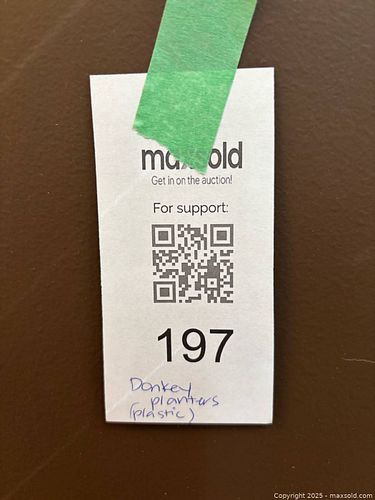 maxsold
Get in on the auction!
For support:
197
Donkey
planters
(plastic)
Copyright 2025 - maxsold.com